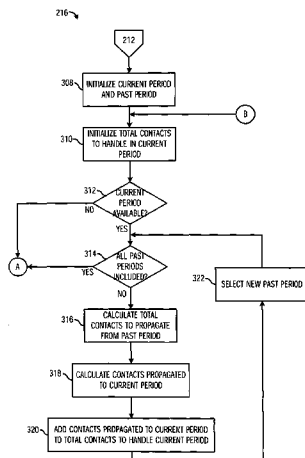 216
212
308
INITIALIZE CURRENT PERIOD
AND PAST PERIOD
B
310
INITIALIZE TOTAL CONTACTS
TO HANDLE IN CURRENT
PERIOD
312
CURRENT
PERIOD
AVAILABLE?
NO
YES
314
ALL PAST
PERIODS
INCLUDED?
A
YES
NO
322
SELECT NEW PAST PERIOD
316
CALCULATE TOTAL
CONTACTS TO PROPAGATE
FROM PAST PERIOD
318
CALCULATE CONTACTS PROPAGATED
TO CURRENT PERIOD
320
ADD CONTACTS PROPAGATED TO CURRENT PERIOD
TO TOTAL CONTACTS TO HANDLE CURRENT PERIOD